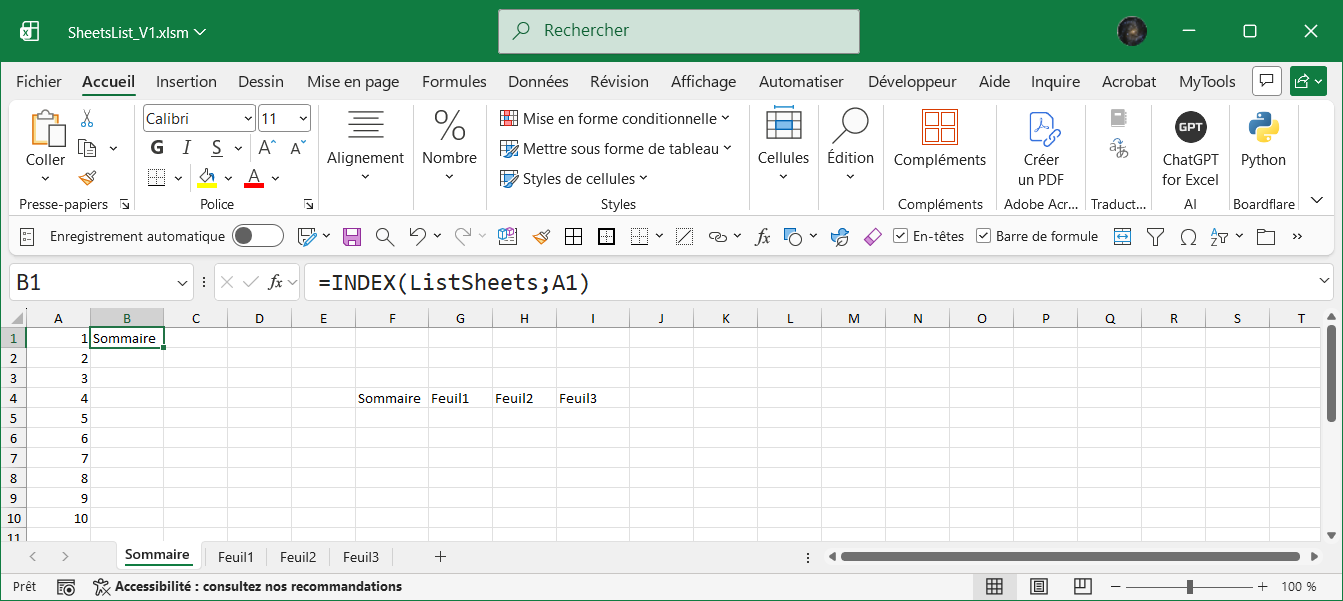 SheetsList_V1.xlsm
Rechercher
Fichier Accueil Insertion Dessin Mise en page Formules Données Révision Affichage Automatiser Développeur Aide Inquire Acrobat MyTools
Calibri 11 Mise en forme conditionnelle
GPT
Coller G I S A A Alignement Nombre Mettre sous forme de tableau Cellules Édition Compléments Créer un PDF ChatGPT for Excel Python
A Styles de cellules
Presse-papiers Police Styles Compléments Adobe Acr... Traduct... AI Boardflare
Enregistrement automatique fx En-têtes Barre de formule
B1 fx =INDEX(ListSheets;A1)
A B C D E F G H I J K L M N O P Q R S T
1 1 Sommaire
2 2
3 3
4 4 Sommaire Feuil1 Feuil2 Feuil3
5 5
6 6
7 7
8 8
9 9
10 10
11
Sommaire Feuil1 Feuil2 Feuil3
Prêt Accessibilité : consultez nos recommandations 100 %